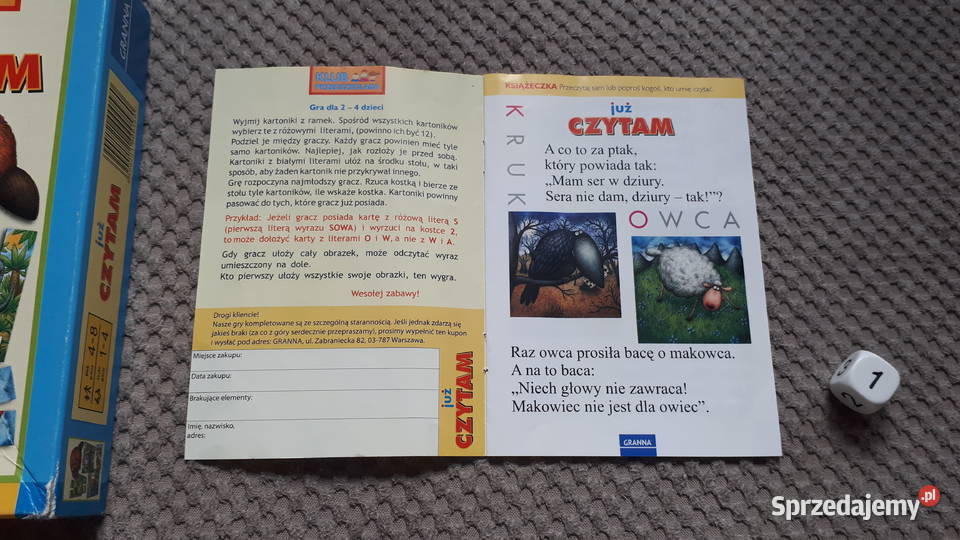 AM
GRANNA
już
CZYTAM
Wiek 4-8
1-4
KLUB
Gra dla 2 – 4 dzieci
Wyjmij kartoniki z ramek. Spośród wszystkich kartoników
wybierz te z różowymi literami, (powinno ich być 12).
Podziel je między graczy. Każdy gracz powinien mieć tyle
samo kartoników. Najlepiej, jak rozłoży je przed sobą.
Kartoniki z białymi literami ułóż na środku stołu, w taki
sposób, aby żaden kartonik nie przykrywał innego.
Grę rozpoczyna najmłodszy gracz. Rzuca kostką i bierze ze
stołu tyle kartoników, ile wskaże kostka. Kartoniki powinny
pasować do tych, które gracz już posiada.
Przykład: Jeżeli gracz posiada kartę z różową literą S
(pierwszą literą wyrazu SOWA) i wyrzuci na kostce 2,
to może dołożyć karty z literami O i W, a nie z W i A.
Gdy gracz ułoży cały obrazek, może odczytać wyraz
umieszczony na dole.
Kto pierwszy ułoży wszystkie swoje obrazki, ten wygra.
Wesołej zabawy!
Drogi kliencie!
Nasze gry kompletowane są ze szczególną starannością. Jeśli jednak zdarzą się
jakieś braki (za co z góry serdecznie przepraszamy), prosimy wypełnić ten kupon
i wysłać pod adres: GRANNA, ul. Zabraniecka 82, 03-787 Warszawa.
Miejsce zakupu:
Data zakupu:
Brakujące elementy:
Imię, nazwisko,
adres:
już
CZYTAM
KSIĄŻECZKA Przeczytaj sam lub poproś kogoś, kto umie czytać.
już
CZYTAM
KRUK
A co to za ptak,
który powiada tak:
„Mam ser w dziury.
Sera nie dam, dziury – tak!”?
OWCA
Raz owca prosiła bacę o makowca.
A na to baca:
„Niech głowy nie zawraca!
Makowiec nie jest dla owiec”.
GRANNA
1
2
3
Sprzedajemy.pl